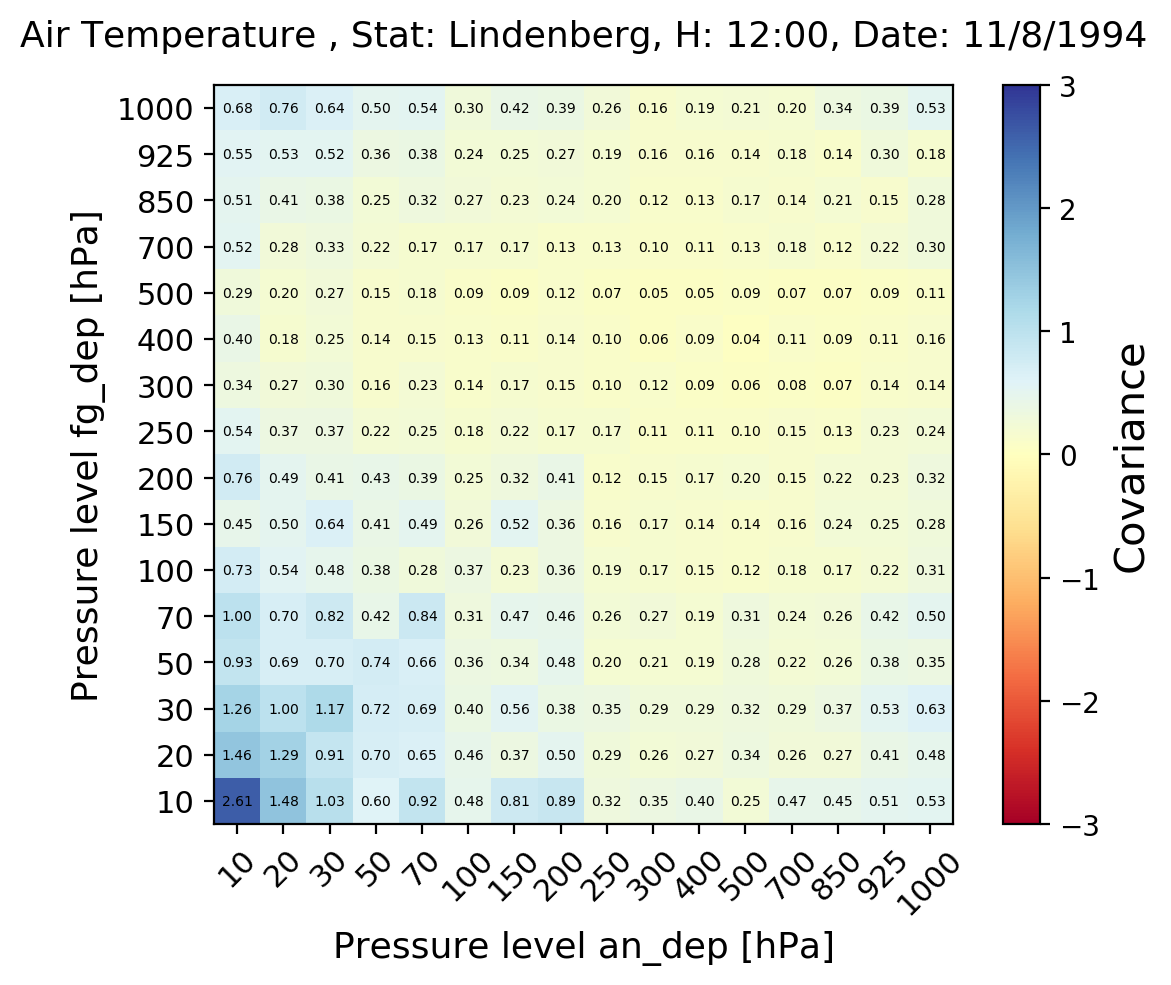 Air Temperature , Stat: Lindenberg, H: 12:00, Date: 11/8/1994
1000 0.68 0.76 0.64 0.50 0.54 0.30 0.42 0.39 0.26 0.16 0.19 0.21 0.20 0.34 0.39 0.53
925 0.55 0.53 0.52 0.36 0.38 0.24 0.25 0.27 0.19 0.16 0.16 0.14 0.18 0.14 0.30 0.18
850 0.51 0.41 0.38 0.25 0.32 0.27 0.23 0.24 0.20 0.12 0.13 0.17 0.14 0.21 0.15 0.28
700 0.52 0.28 0.33 0.22 0.17 0.17 0.17 0.13 0.13 0.10 0.11 0.13 0.18 0.12 0.22 0.30
500 0.29 0.20 0.27 0.15 0.18 0.09 0.09 0.12 0.07 0.05 0.05 0.09 0.07 0.07 0.09 0.11
400 0.40 0.18 0.25 0.14 0.15 0.13 0.11 0.14 0.10 0.06 0.09 0.04 0.11 0.09 0.11 0.16
300 0.34 0.27 0.30 0.16 0.23 0.14 0.17 0.15 0.10 0.12 0.09 0.06 0.08 0.07 0.14 0.14
250 0.54 0.37 0.37 0.22 0.25 0.18 0.22 0.17 0.17 0.11 0.11 0.10 0.15 0.13 0.23 0.24
200 0.76 0.49 0.41 0.43 0.39 0.25 0.32 0.41 0.12 0.15 0.17 0.20 0.15 0.22 0.23 0.32
150 0.45 0.50 0.64 0.41 0.49 0.26 0.52 0.36 0.16 0.17 0.14 0.14 0.16 0.24 0.25 0.28
100 0.73 0.54 0.48 0.38 0.28 0.37 0.23 0.36 0.19 0.17 0.15 0.12 0.18 0.17 0.22 0.31
70 1.00 0.70 0.82 0.42 0.84 0.31 0.47 0.46 0.26 0.27 0.19 0.31 0.24 0.26 0.42 0.50
50 0.93 0.69 0.70 0.74 0.66 0.36 0.34 0.48 0.20 0.21 0.19 0.28 0.22 0.26 0.38 0.35
30 1.26 1.00 1.17 0.72 0.69 0.40 0.56 0.38 0.35 0.29 0.29 0.32 0.29 0.37 0.53 0.63
20 1.46 1.29 0.91 0.70 0.65 0.46 0.37 0.50 0.29 0.26 0.27 0.34 0.26 0.27 0.41 0.48
10 2.61 1.48 1.03 0.60 0.92 0.48 0.81 0.89 0.32 0.35 0.40 0.25 0.47 0.45 0.51 0.53
10 20 30 50 70 100 150 200 250 300 400 500 700 850 925 1000
Pressure level an_dep [hPa]
Pressure level fg_dep [hPa]
3
2
1
0
−1
−2
−3
Covariance